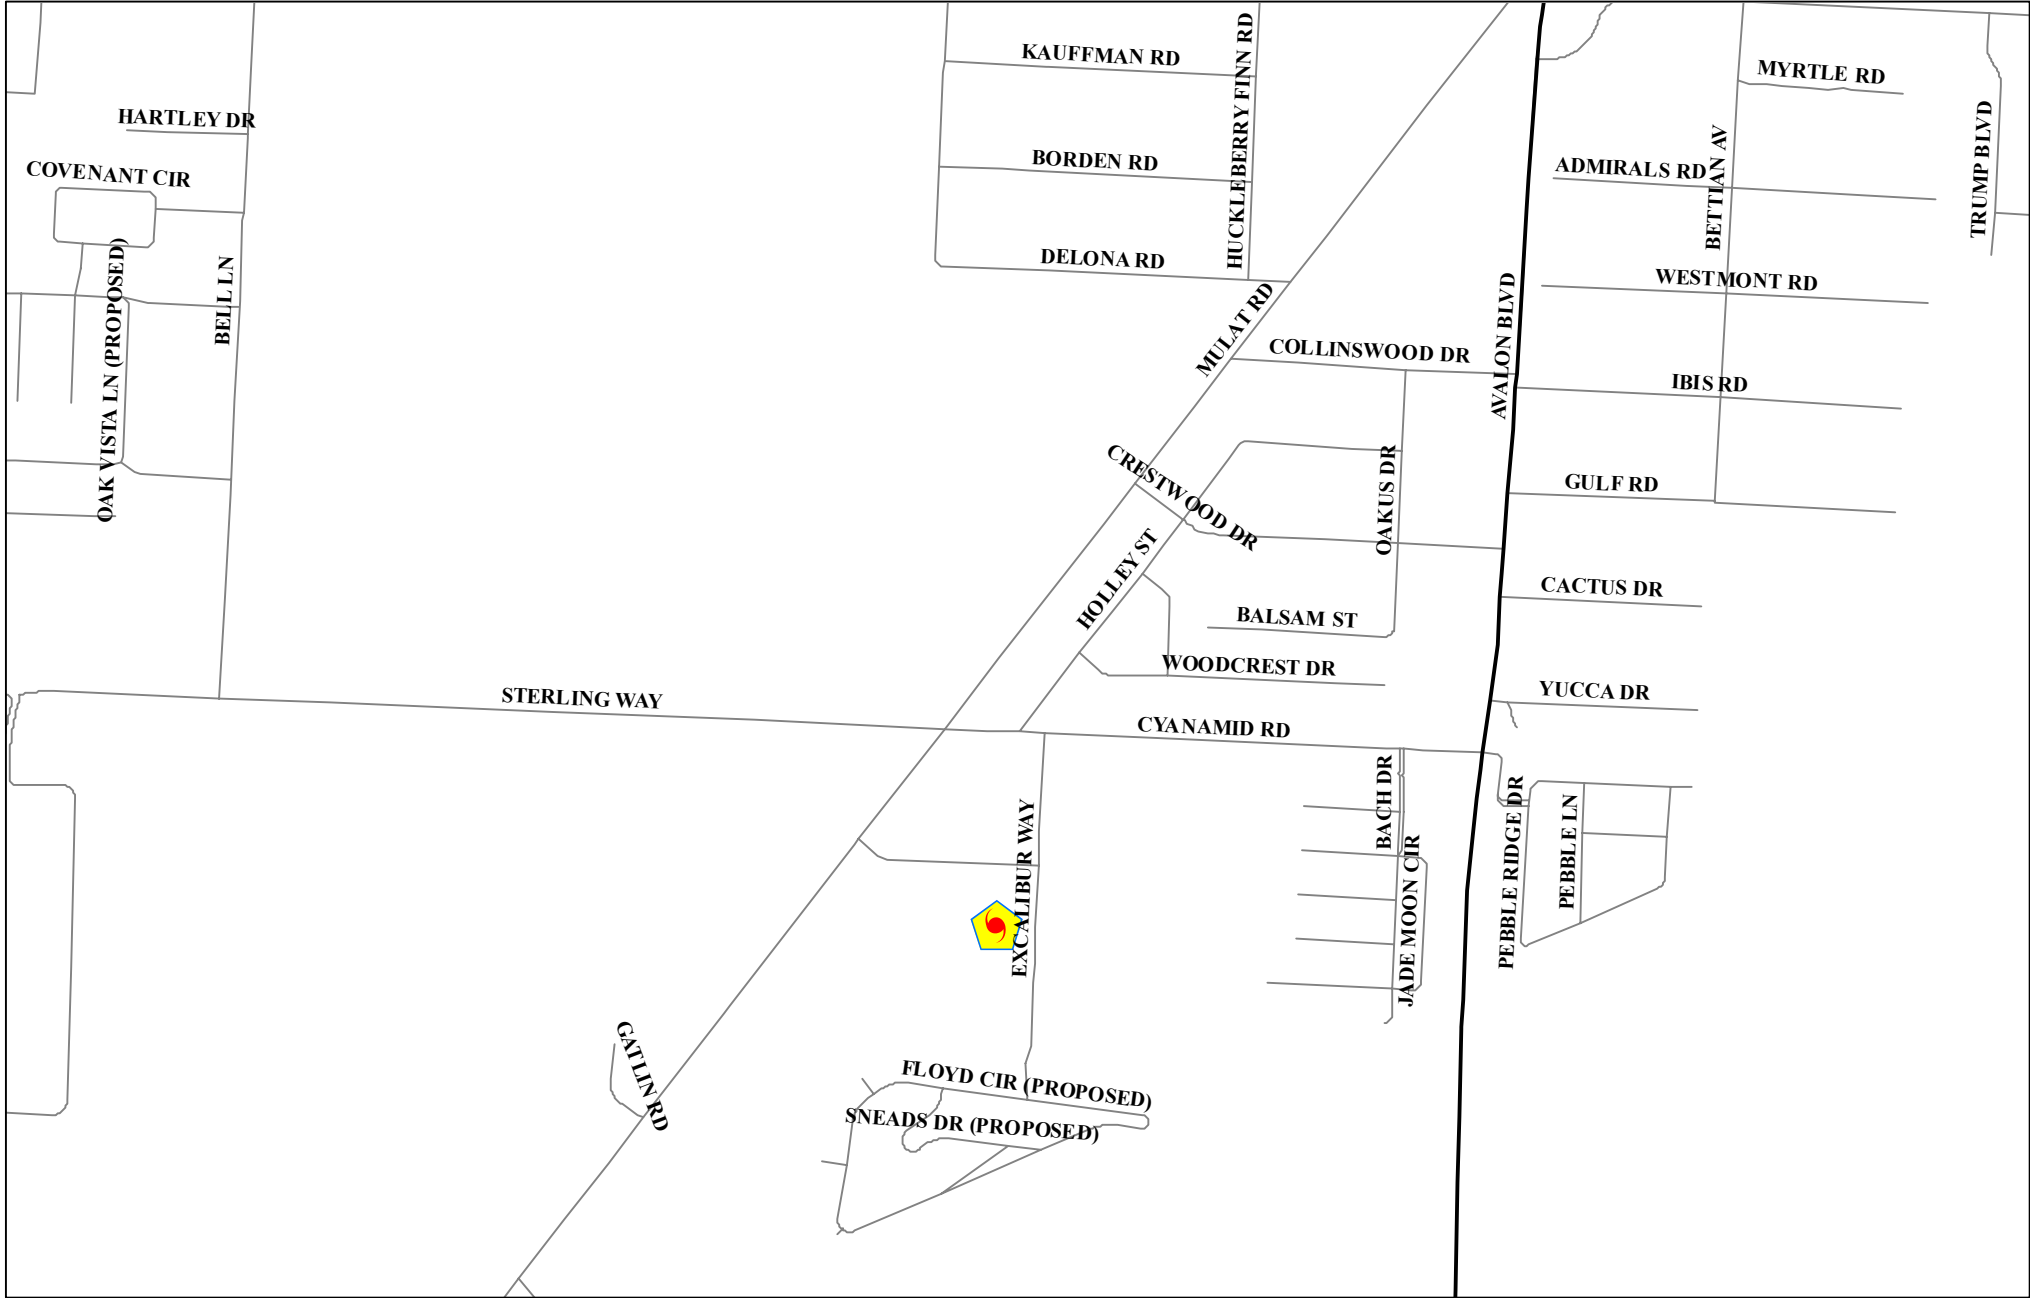 KAUFFMAN RD
HUCKLEBERRY FINN RD
MYRTLE RD
HARTLEY DR
TRUMP BLVD
BETTIAN AV
BORDEN RD
ADMIRALS RD
COVENANT CIR
DELONA RD
OAK VISTA LN (PROPOSED)
BELL LN
MULAT RD
AVALON BLVD
WESTMONT RD
COLLINSWOOD DR
IBIS RD
CRESTWOOD DR
OAKUS DR
GULF RD
HOLLEY ST
CACTUS DR
BALSAM ST
WOODCREST DR
YUCCA DR
STERLING WAY
CYANAMID RD
BACH DR
PEBBLE RIDGE DR
PEBBLE LN
EXCALIBUR WAY
JADE MOON CIR
GATLIN RD
FLOYD CIR (PROPOSED)
SNEADS DR (PROPOSED)